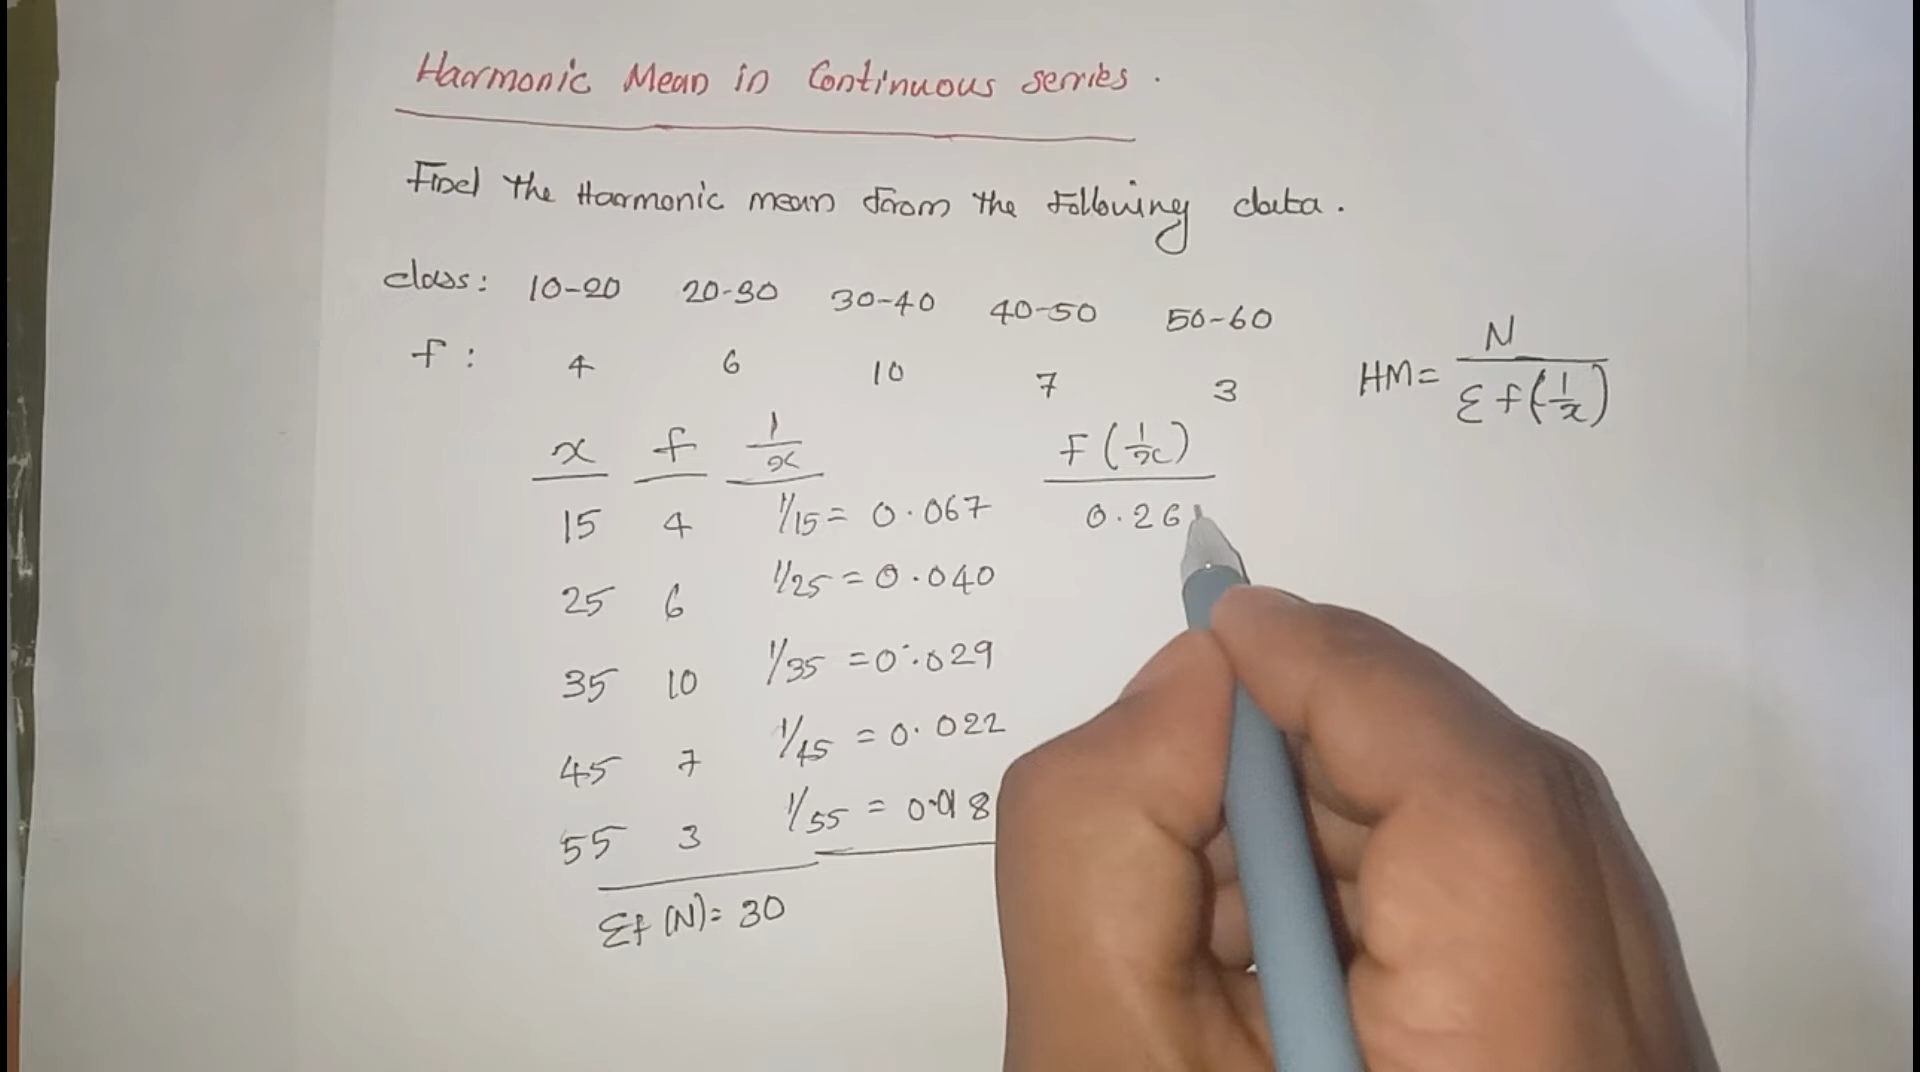 Harmonic Mean in Continuous series.
Find the Harmonic mean from the following data.
class: 10-20 20-30 30-40 40-50 50-60
f: 4 6 10 7 3
HM = N / Σf(1/x)
x f 1/x F(1/x)
15 4 1/15 = 0.067 0.26
25 6 1/25 = 0.040
35 10 1/35 = 0.029
45 7 1/45 = 0.022
55 3 1/55 = 0.018
Σf (N) = 30